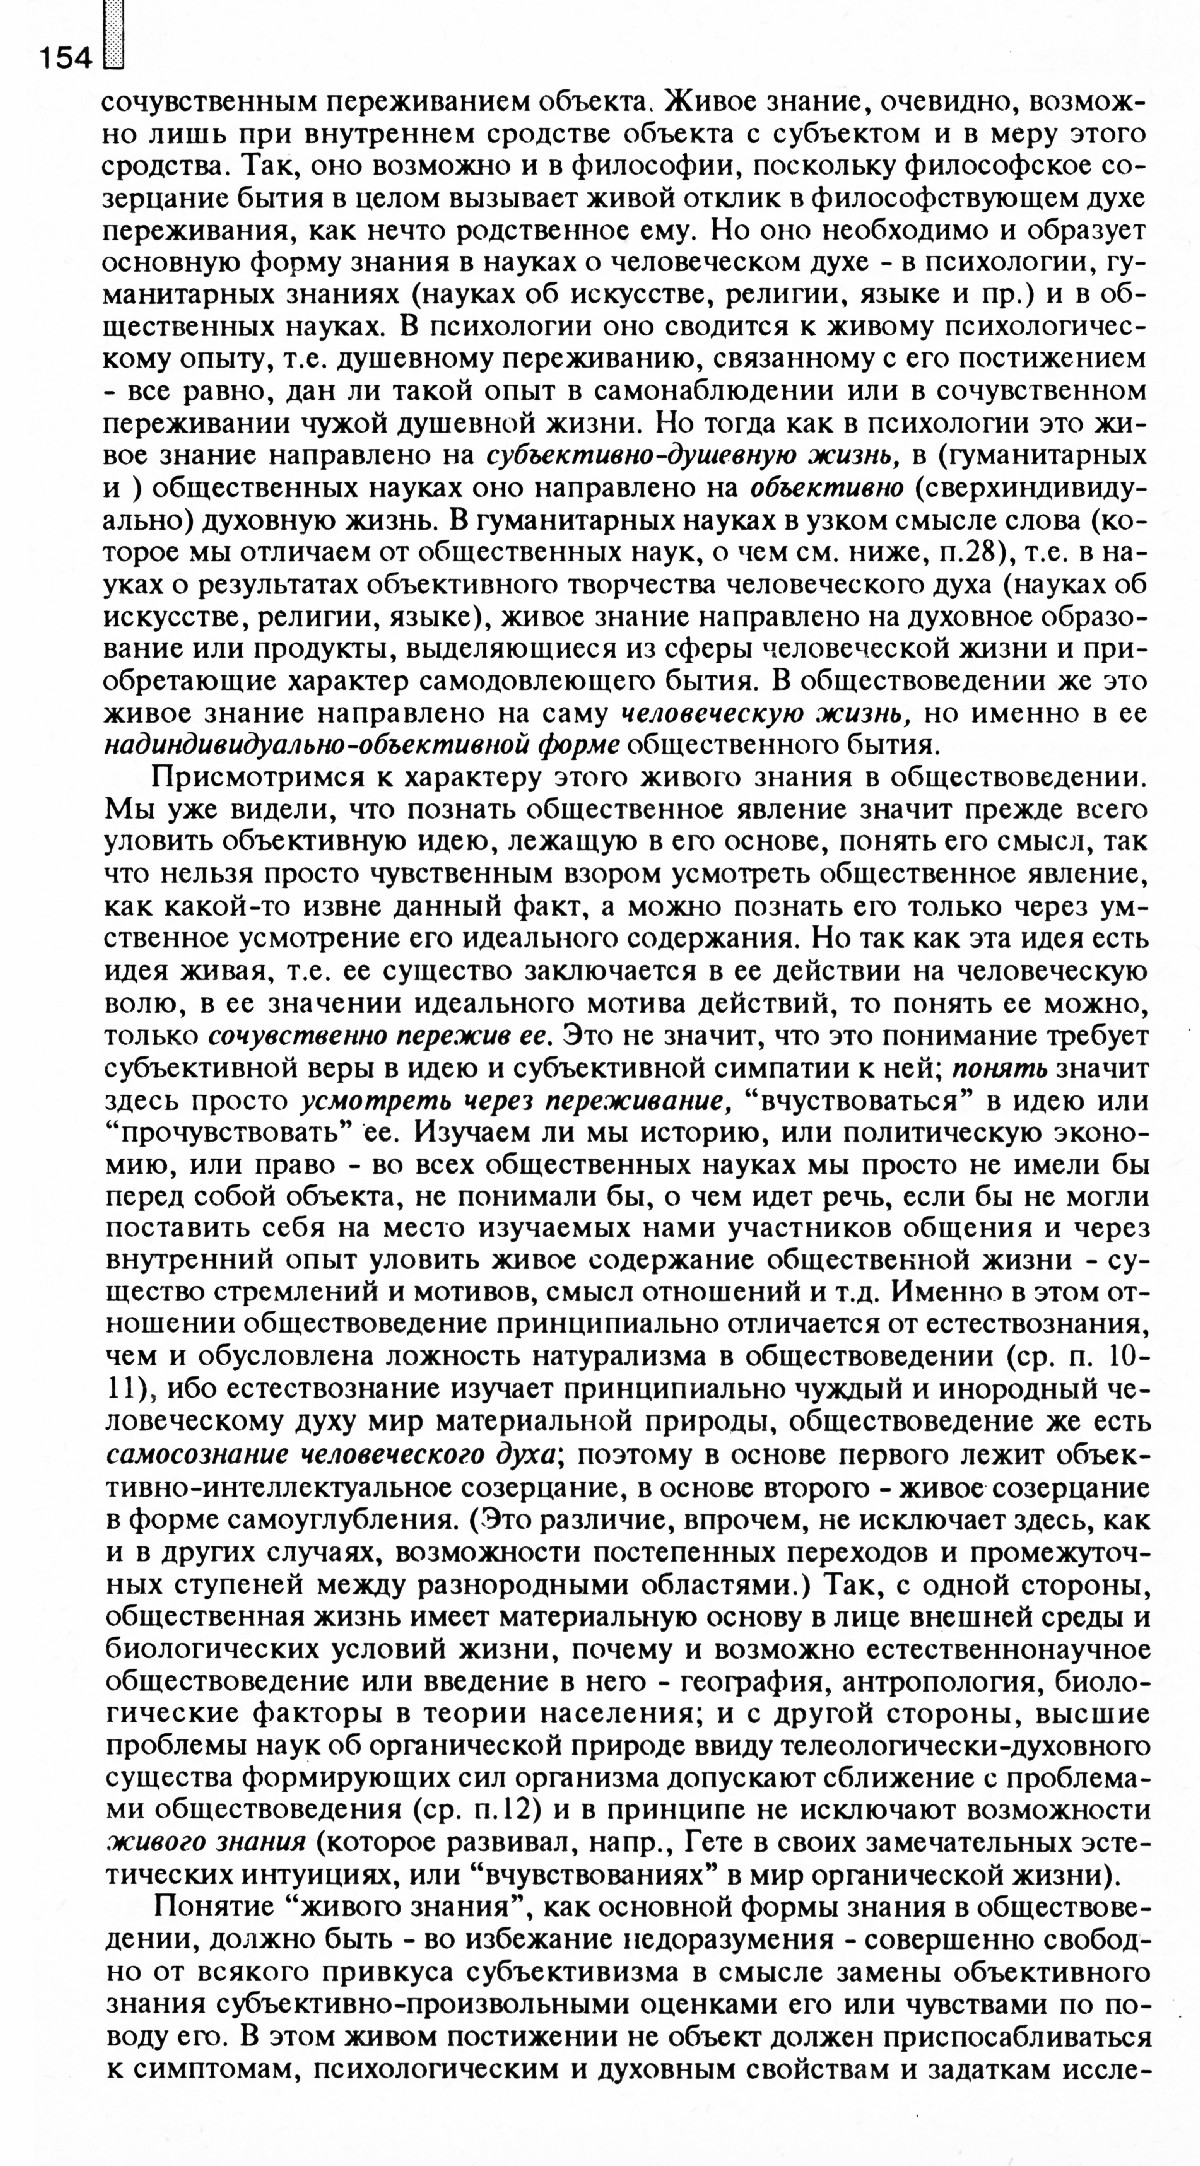 154
сочувственным переживанием объекта. Живое знание, очевидно, возмож-
но лишь при внутреннем сродстве объекта с субъектом и в меру этого
сродства. Так, оно возможно и в философии, поскольку философское со-
зерцание бытия в целом вызывает живой отклик в философствующем духе
переживания, как нечто родственное ему. Но оно необходимо и образует
основную форму знания в науках о человеческом духе - в психологии, гу-
манитарных знаниях (науках об искусстве, религии, языке и пр.) и в об-
щественных науках. В психологии оно сводится к живому психологичес-
кому опыту, т.е. душевному переживанию, связанному с его постижением
- все равно, дан ли такой опыт в самонаблюдении или в сочувственном
переживании чужой душевной жизни. Но тогда как в психологии это жи-
вое знание направлено на субъективно-душевную жизнь, в (гуманитарных
и ) общественных науках оно направлено на объективно (сверхиндивиду-
ально) духовную жизнь. В гуманитарных науках в узком смысле слова (ко-
торое мы отличаем от общественных наук, о чем см. ниже, п.28), т.е. в на-
уках о результатах объективного творчества человеческого духа (науках об
искусстве, религии, языке), живое знание направлено на духовное образо-
вание или продукты, выделяющиеся из сферы человеческой жизни и при-
обретающие характер самодовлеющего бытия. В обществоведении же это
живое знание направлено на саму человеческую жизнь, но именно в ее
надиндивидуально-объективной форме общественного бытия.
Присмотримся к характеру этого живого знания в обществоведении.
Мы уже видели, что познать общественное явление значит прежде всего
уловить объективную идею, лежащую в его основе, понять его смысл, так
что нельзя просто чувственным взором усмотреть общественное явление,
как какой-то извне данный факт, а можно познать его только через ум-
ственное усмотрение его идеального содержания. Но так как эта идея есть
идея живая, т.е. ее существо заключается в ее действии на человеческую
волю, в ее значении идеального мотива действий, то понять ее можно,
только сочувственно пережив ее. Это не значит, что это понимание требует
субъективной веры в идею и субъективной симпатии к ней; понять значит
здесь просто усмотреть через переживание, “вчуствоваться” в идею или
“прочувствовать” ее. Изучаем ли мы историю, или политическую эконо-
мию, или право - во всех общественных науках мы просто не имели бы
перед собой объекта, не понимали бы, о чем идет речь, если бы не могли
поставить себя на место изучаемых нами участников общения и через
внутренний опыт уловить живое содержание общественной жизни - су-
щество стремлений и мотивов, смысл отношений и т.д. Именно в этом от-
ношении обществоведение принципиально отличается от естествознания,
чем и обусловлена ложность натурализма в обществоведении (ср. п. 10-
11), ибо естествознание изучает принципиально чуждый и инородный че-
ловеческому духу мир материальной природы, обществоведение же есть
самосознание человеческого духа; поэтому в основе первого лежит объек-
тивно-интеллектуальное созерцание, в основе второго - живое созерцание
в форме самоуглубления. (Это различие, впрочем, не исключает здесь, как
и в других случаях, возможности постепенных переходов и промежуточ-
ных ступеней между разнородными областями.) Так, с одной стороны,
общественная жизнь имеет материальную основу в лице внешней среды и
биологических условий жизни, почему и возможно естественнонаучное
обществоведение или введение в него - география, антропология, биоло-
гические факторы в теории населения; и с другой стороны, высшие
проблемы наук об органической природе ввиду телеологически-духовного
существа формирующих сил организма допускают сближение с проблема-
ми обществоведения (ср. п.12) и в принципе не исключают возможности
живого знания (которое развивал, напр., Гете в своих замечательных эсте-
тических интуициях, или “вчувствованиях” в мир органической жизни).
Понятие “живого знания”, как основной формы знания в обществове-
дении, должно быть - во избежание недоразумения - совершенно свобод-
но от всякого привкуса субъективизма в смысле замены объективного
знания субъективно-произвольными оценками его или чувствами по по-
воду его. В этом живом постижении не объект должен приспосабливаться
к симптомам, психологическим и духовным свойствам и задаткам иссле-